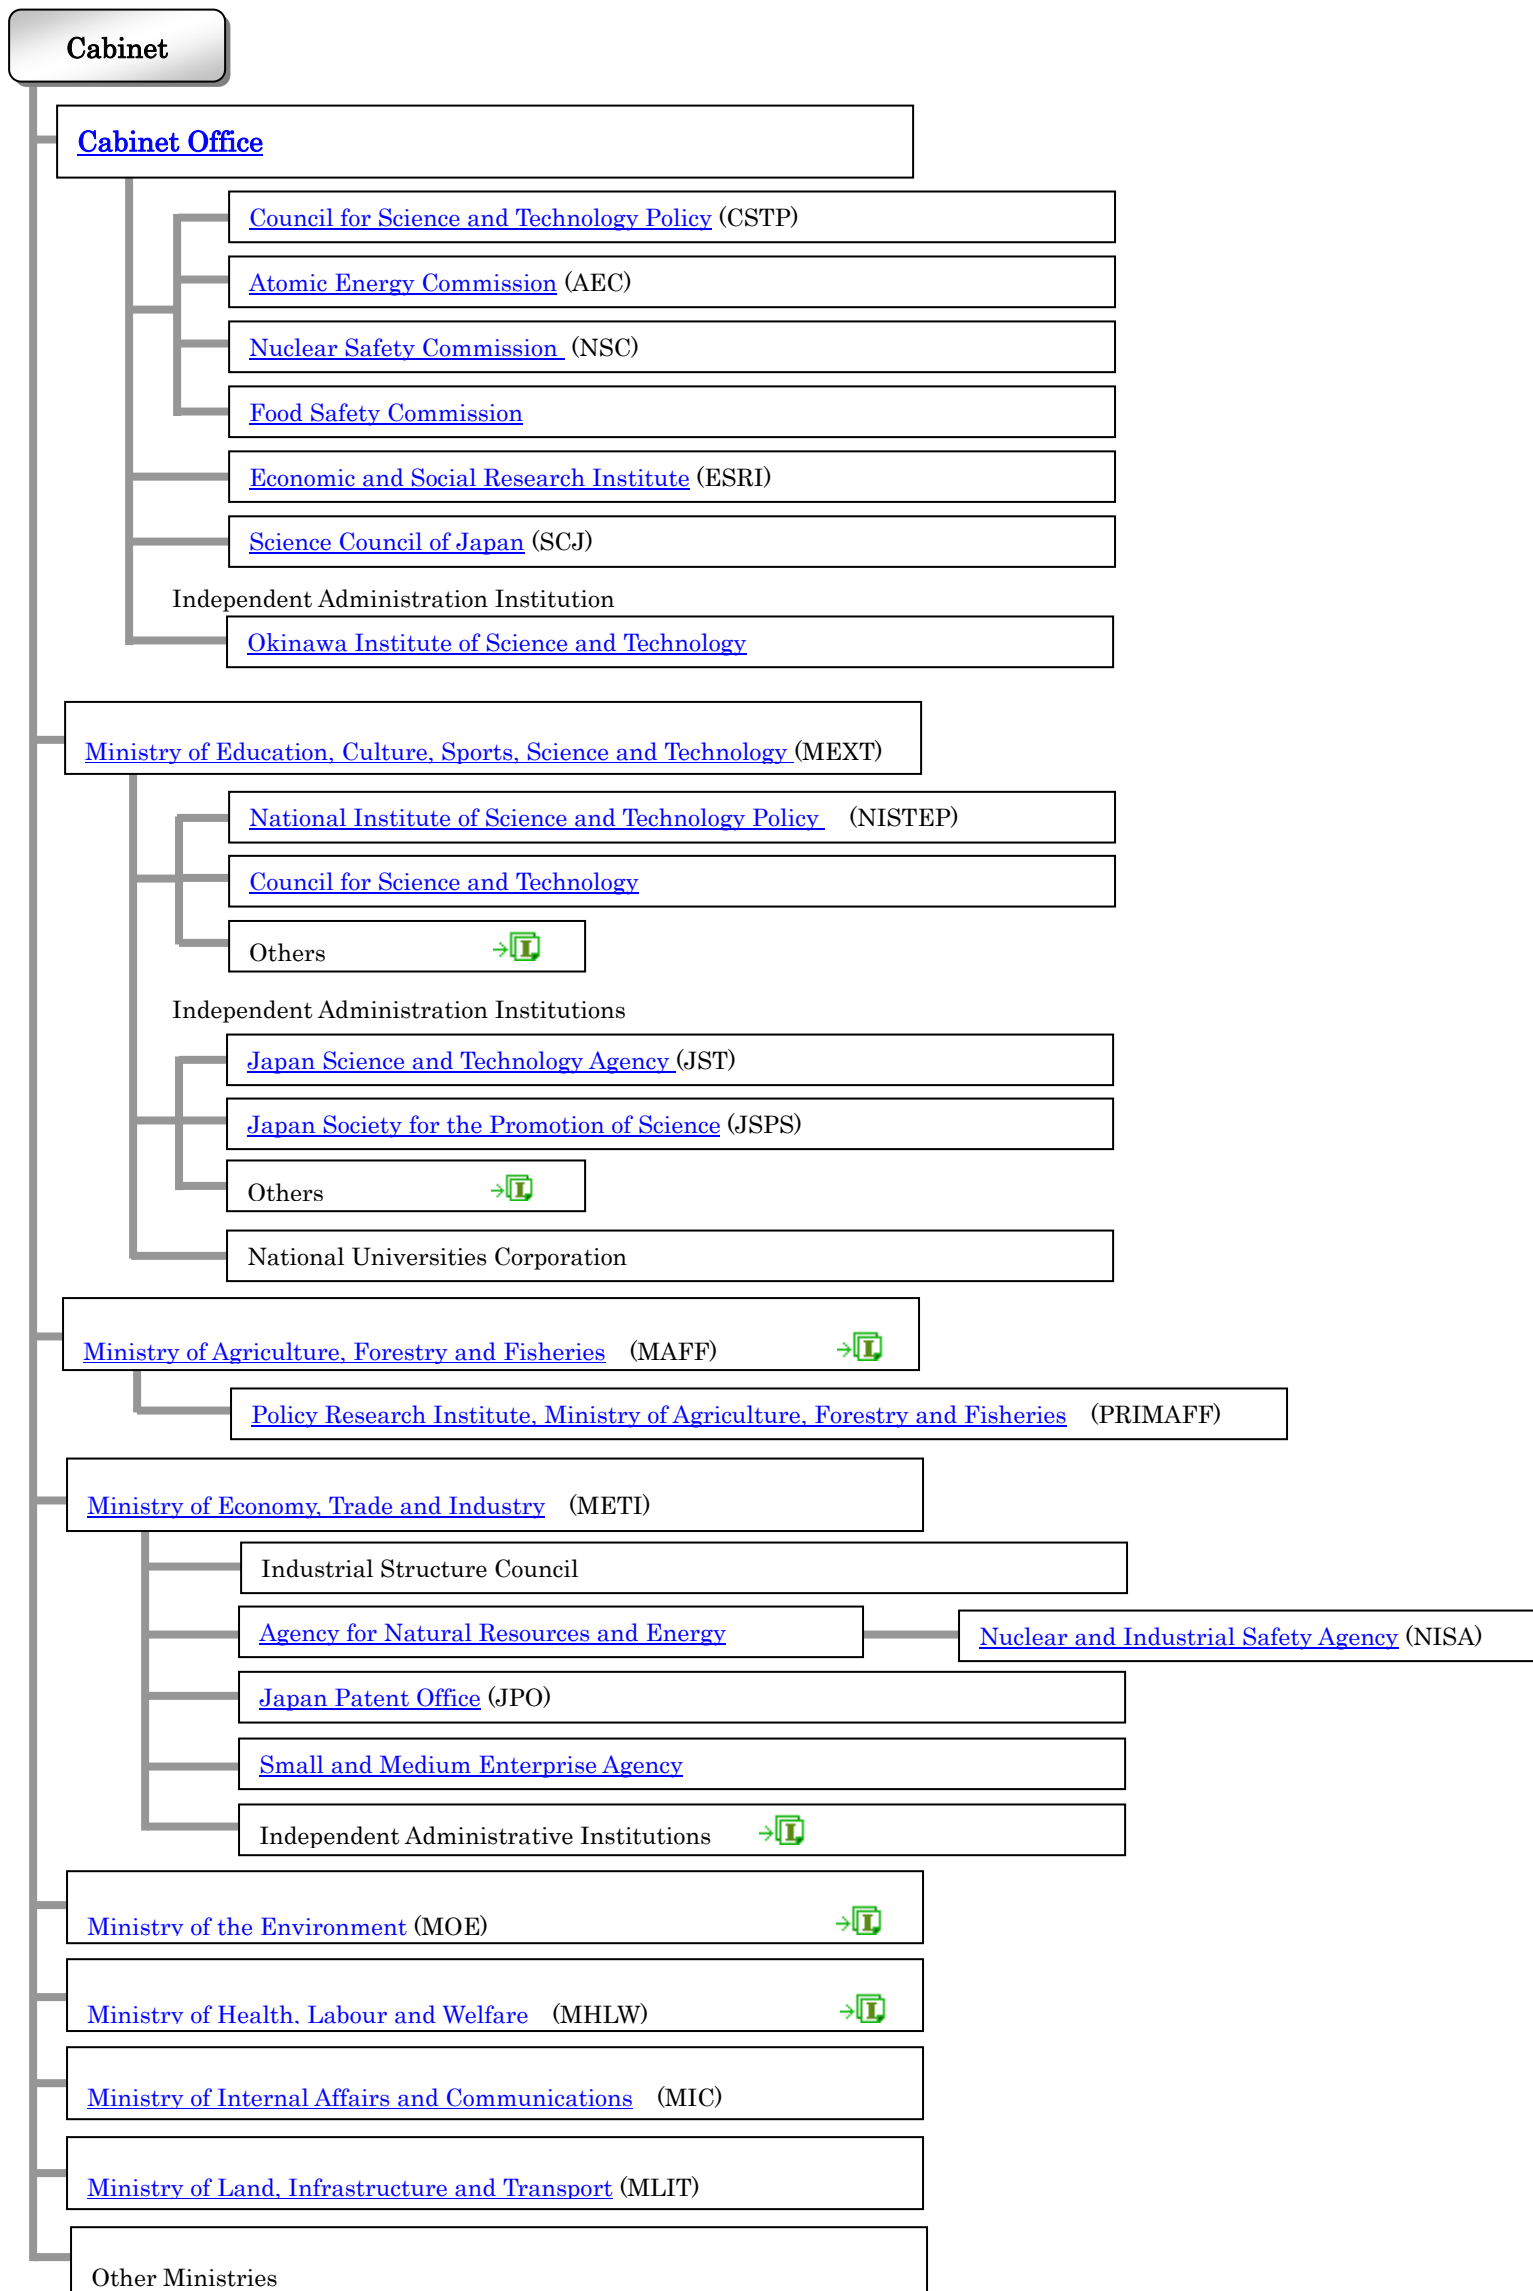 Cabinet
Cabinet Office
Council for Science and Technology Policy (CSTP)
Atomic Energy Commission (AEC)
Nuclear Safety Commission (NSC)
Food Safety Commission
Economic and Social Research Institute (ESRI)
Science Council of Japan (SCJ)
Independent Administration Institution
Okinawa Institute of Science and Technology
Ministry of Education, Culture, Sports, Science and Technology (MEXT)
National Institute of Science and Technology Policy (NISTEP)
Council for Science and Technology
Others →L
Independent Administration Institutions
Japan Science and Technology Agency (JST)
Japan Society for the Promotion of Science (JSPS)
Others →L
National Universities Corporation
Ministry of Agriculture, Forestry and Fisheries (MAFF) →L
Policy Research Institute, Ministry of Agriculture, Forestry and Fisheries (PRIMAFF)
Ministry of Economy, Trade and Industry (METI)
Industrial Structure Council
Agency for Natural Resources and Energy
Nuclear and Industrial Safety Agency (NISA)
Japan Patent Office (JPO)
Small and Medium Enterprise Agency
Independent Administrative Institutions →L
Ministry of the Environment (MOE) →L
Ministry of Health, Labour and Welfare (MHLW) →L
Ministry of Internal Affairs and Communications (MIC)
Ministry of Land, Infrastructure and Transport (MLIT)
Other Ministries